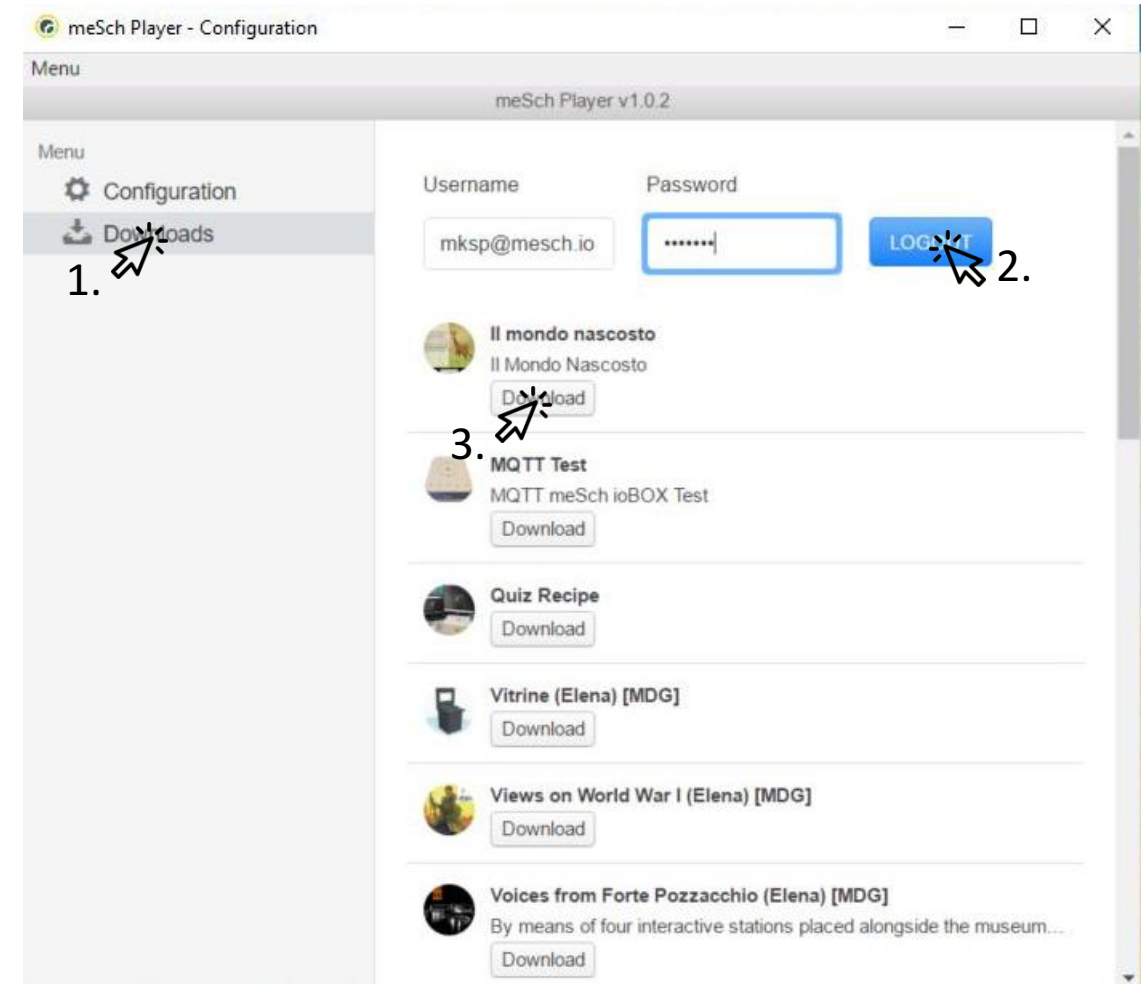 meSch Player - Configuration
Menu
meSch Player v1.0.2
Menu
Configuration
Downloads
1.
Username Password
mksp@mesch.io •••••••
LOGOUT
2.
Il mondo nascosto
Il Mondo Nascosto
Download
3.
MQTT Test
MQTT meSch ioBOX Test
Download
Quiz Recipe
Download
Vitrine (Elena) [MDG]
Download
Views on World War I (Elena) [MDG]
Download
Voices from Forte Pozzacchio (Elena) [MDG]
By means of four interactive stations placed alongside the museum...
Download